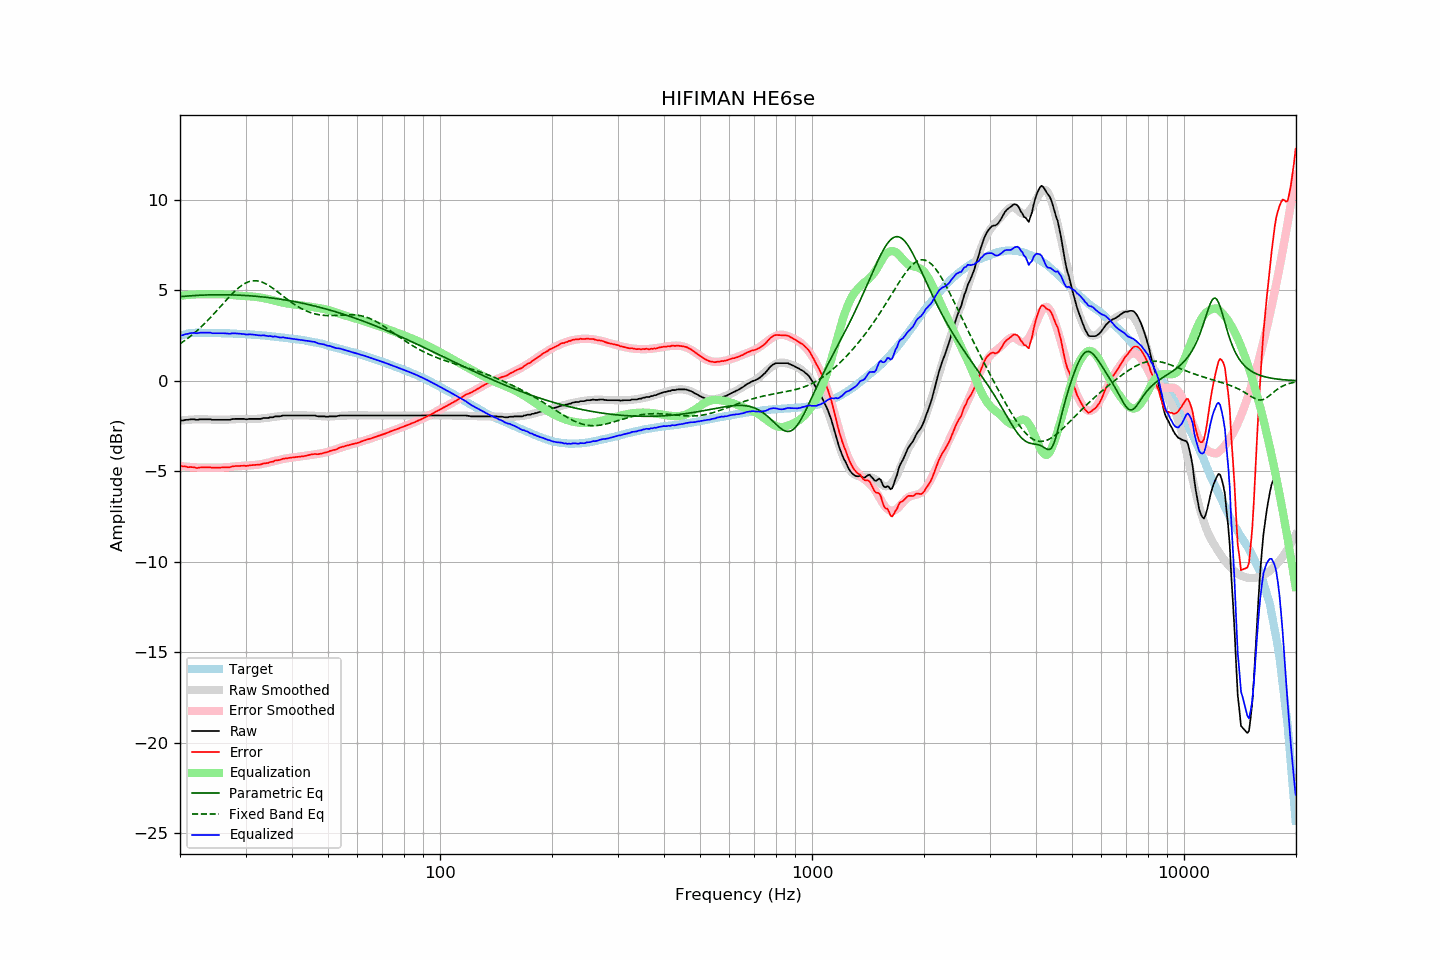 HIFIMAN HE6se
10
5
0
−5
−10
−15
−20
−25
Amplitude (dBr)
Target
Raw Smoothed
Error Smoothed
Raw
Error
Equalization
Parametric Eq
Fixed Band Eq
Equalized
100
1000
10000
Frequency (Hz)